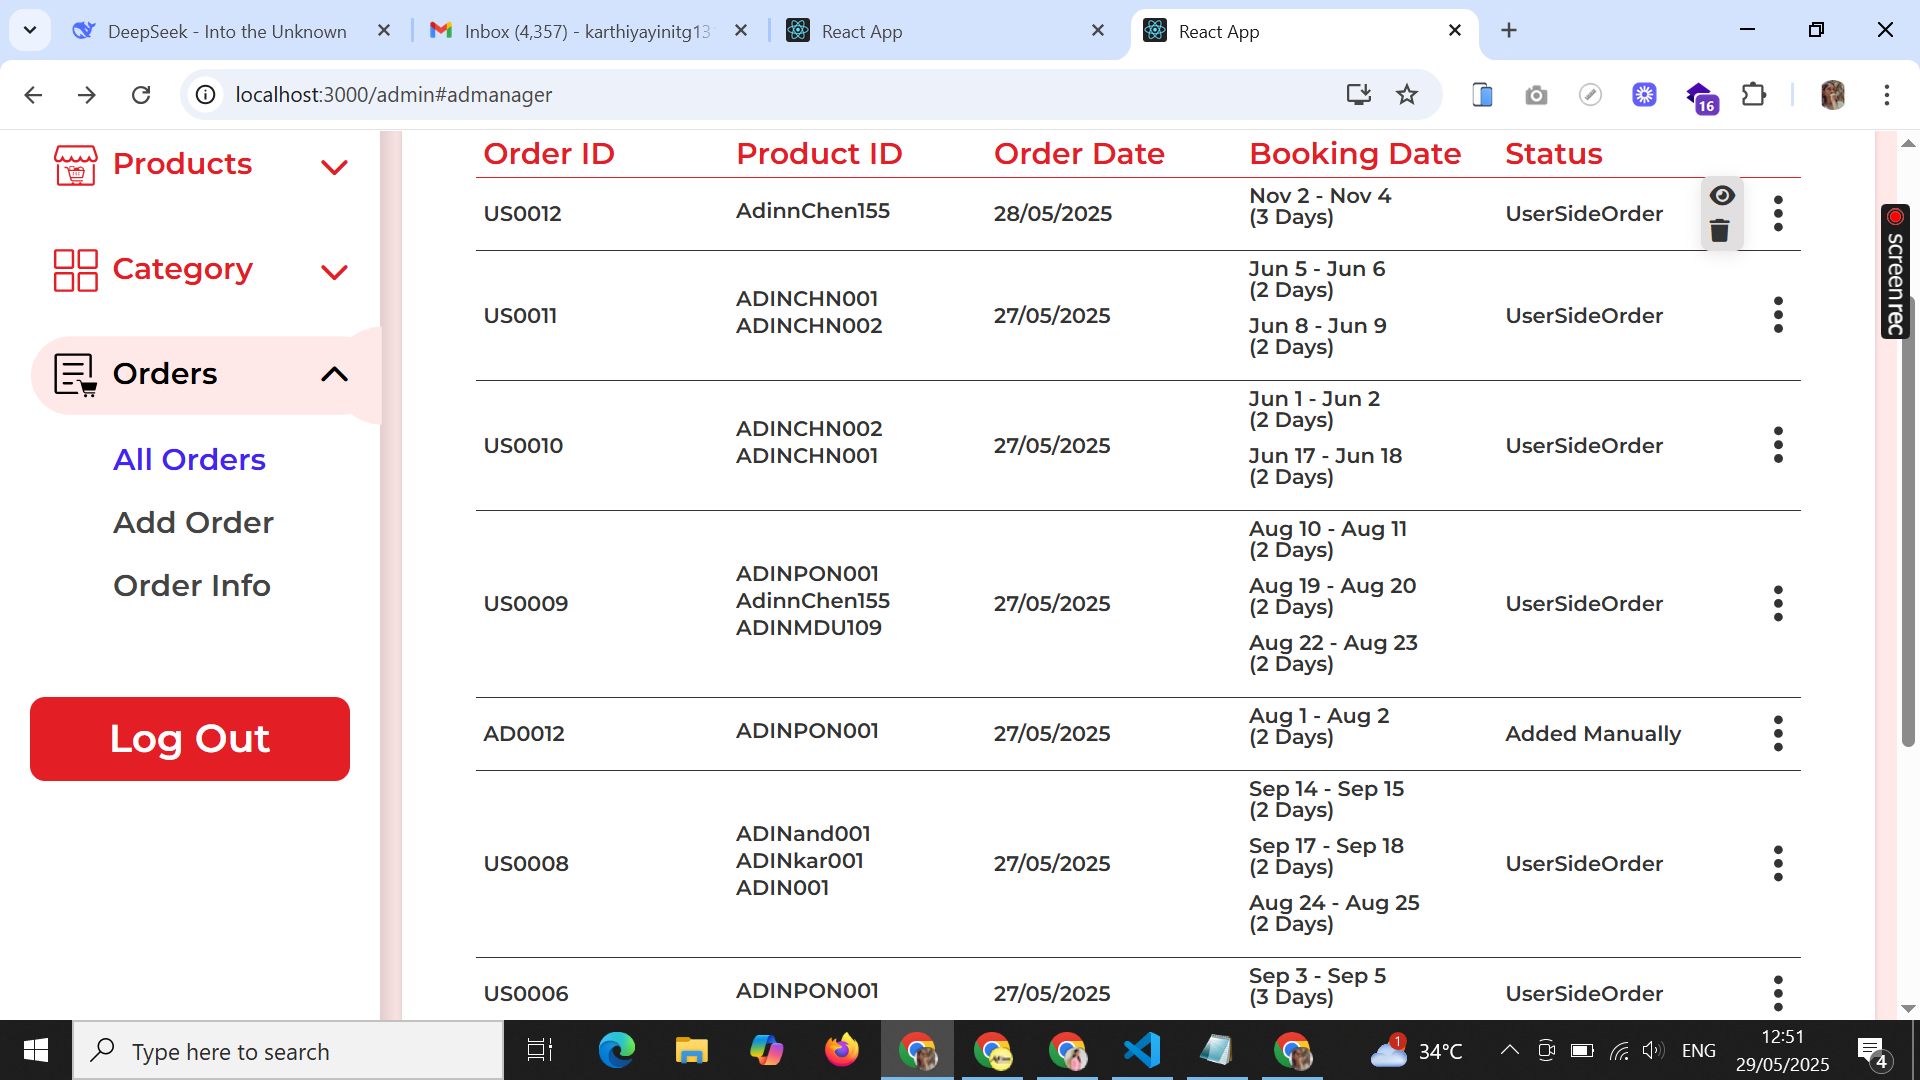 DeepSeek - Into the Unknown
Inbox (4,357) - karthiyayinitg13
React App
React App
localhost:3000/admin#admanager
16
Products
Category
Orders
All Orders
Add Order
Order Info
Log Out
Order ID Product ID Order Date Booking Date Status
US0012 AdinnChen155 28/05/2025 Nov 2 - Nov 4 UserSideOrder
(3 Days)
US0011 ADINCHN001 27/05/2025 Jun 5 - Jun 6 UserSideOrder
ADINCHN002 (2 Days)
Jun 8 - Jun 9
(2 Days)
US0010 ADINCHN002 27/05/2025 Jun 1 - Jun 2 UserSideOrder
ADINCHN001 (2 Days)
Jun 17 - Jun 18
(2 Days)
US0009 ADINPON001 27/05/2025 Aug 10 - Aug 11 UserSideOrder
AdinnChen155 (2 Days)
ADINMDU109 Aug 19 - Aug 20
(2 Days)
Aug 22 - Aug 23
(2 Days)
AD0012 ADINPON001 27/05/2025 Aug 1 - Aug 2 Added Manually
(2 Days)
US0008 ADINand001 27/05/2025 Sep 14 - Sep 15 UserSideOrder
ADINkar001 (2 Days)
ADIN001 Sep 17 - Sep 18
(2 Days)
Aug 24 - Aug 25
(2 Days)
US0006 ADINPON001 27/05/2025 Sep 3 - Sep 5 UserSideOrder
(3 Days)
screenrec
Type here to search
1
34°C
ENG
12:51
29/05/2025
4